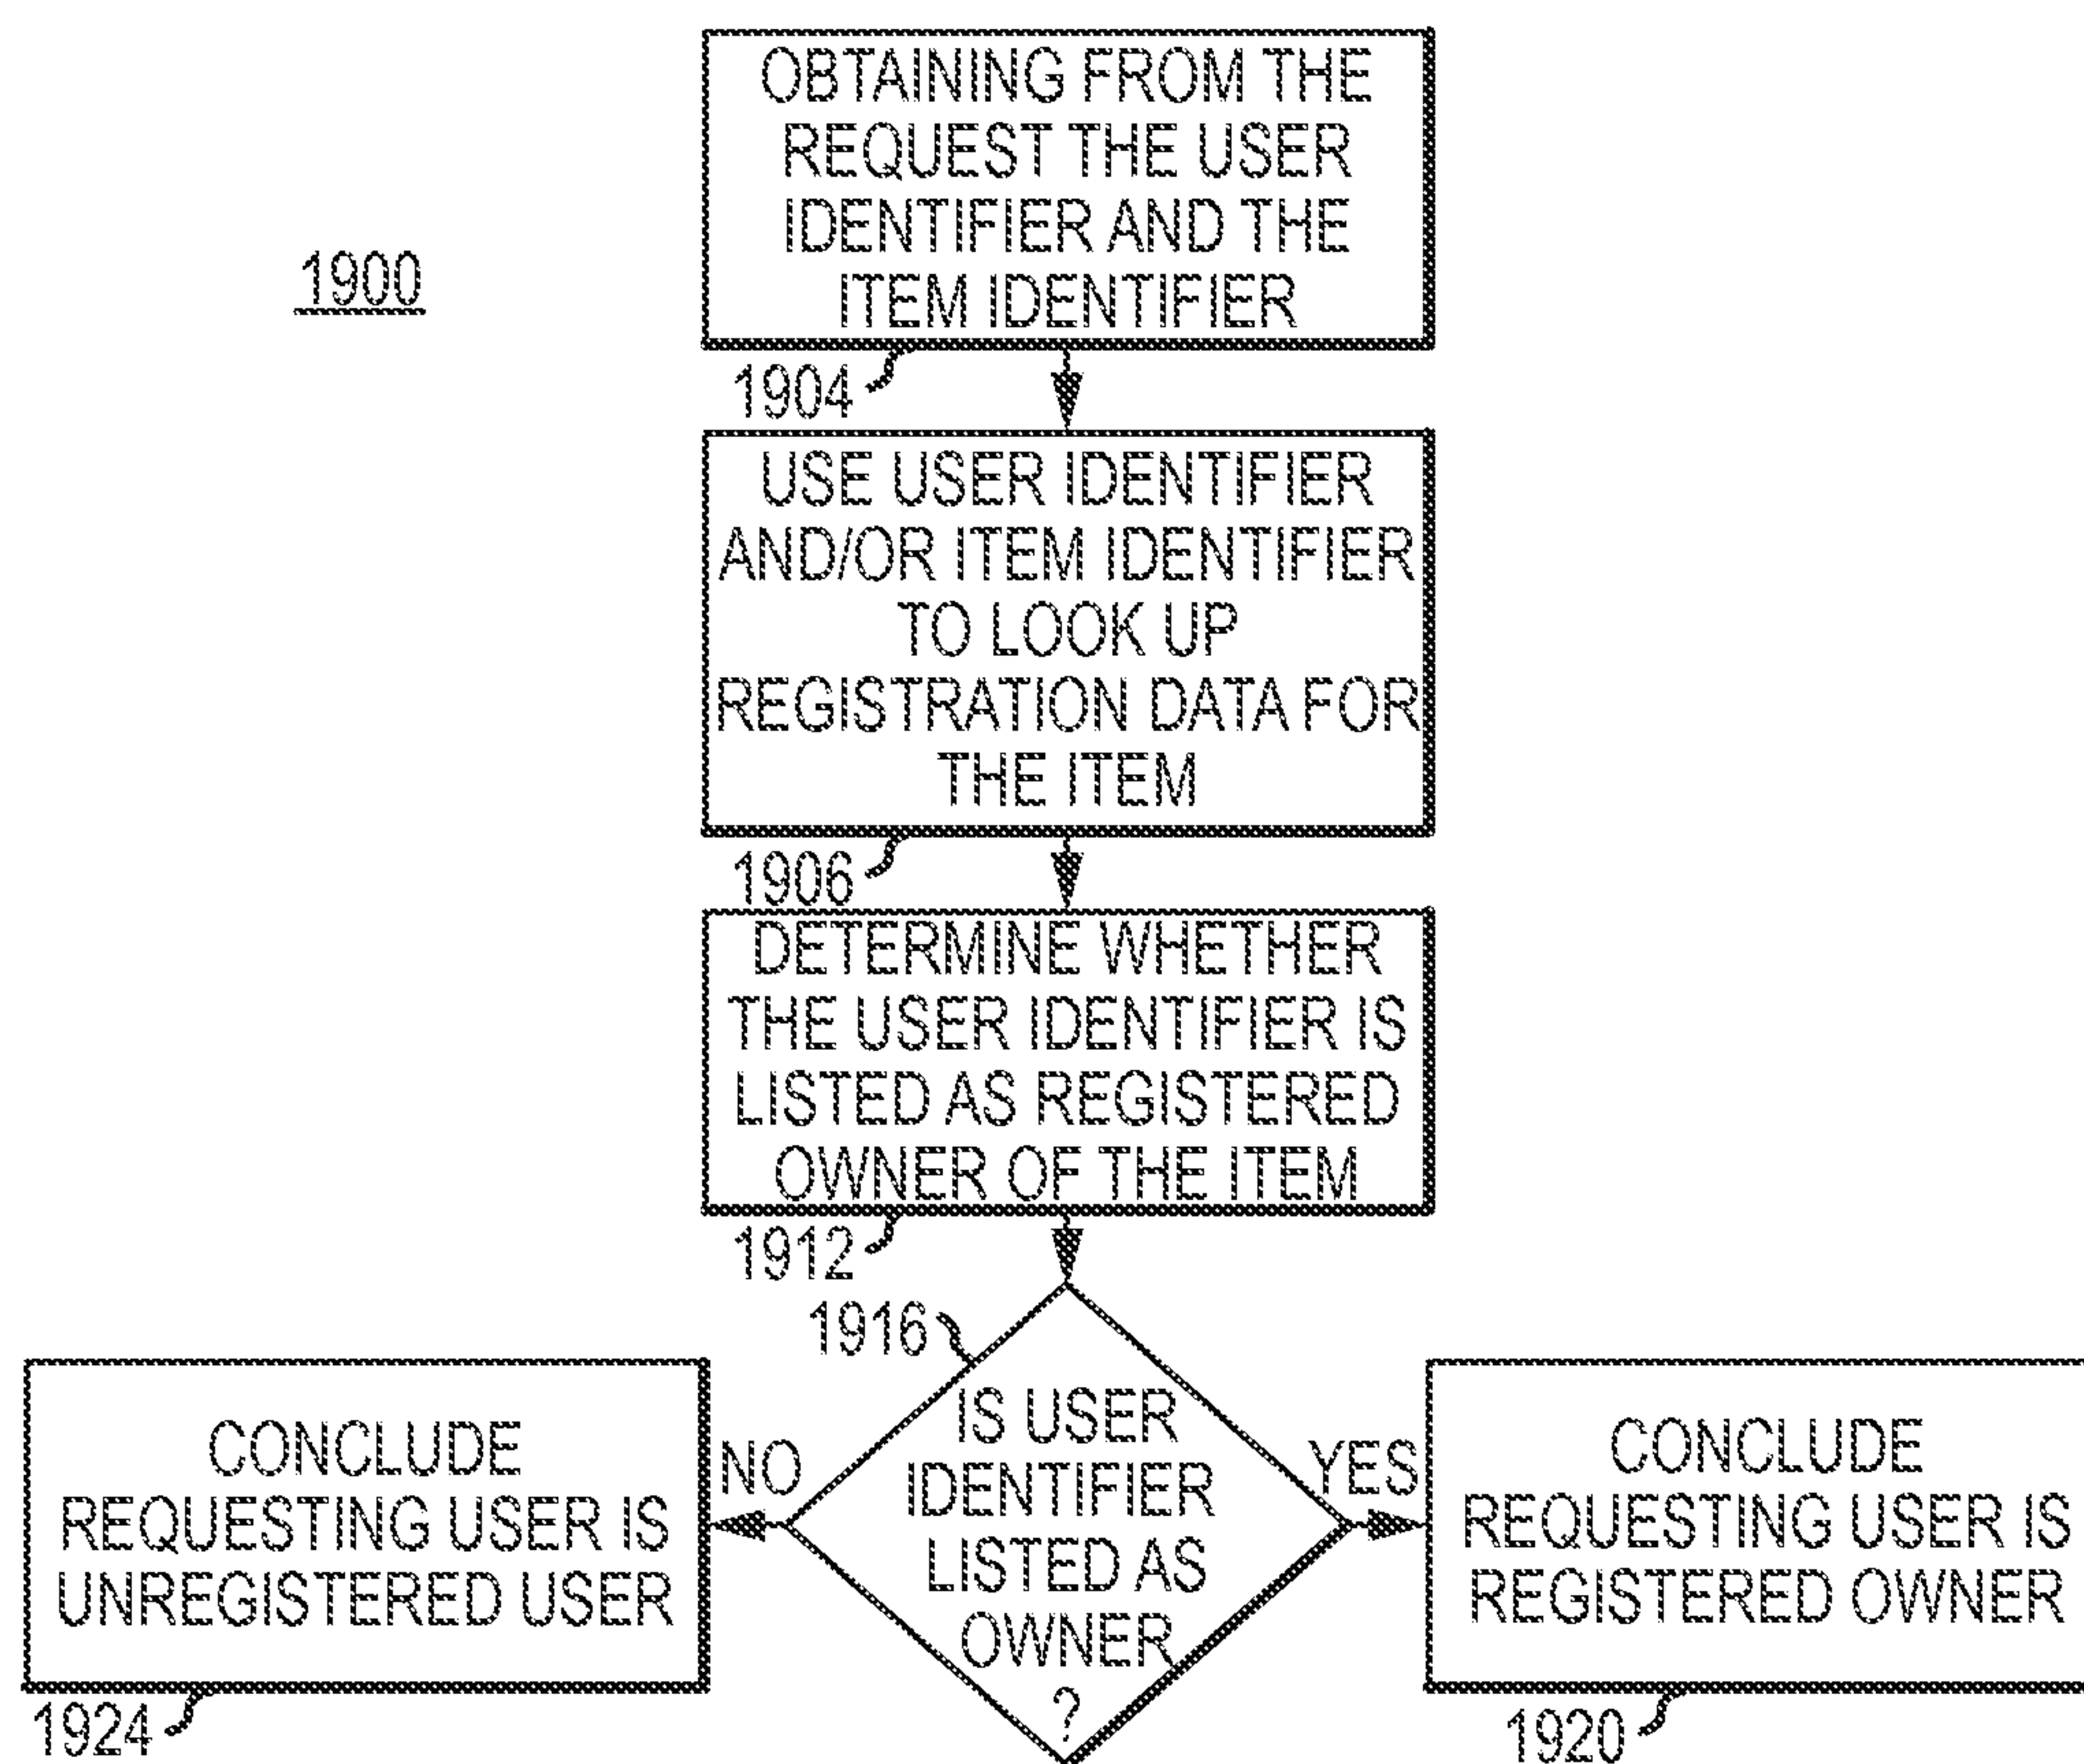 OBTAINING FROM THE
REQUEST THE USER
IDENTIFIER AND THE
ITEM IDENTIFIER
1900
1904
USE USER IDENTIFIER
AND/OR ITEM IDENTIFIER
TO LOOK UP
REGISTRATION DATA FOR
THE ITEM
1906
DETERMINE WHETHER
THE USER IDENTIFIER IS
LISTED AS REGISTERED
OWNER OF THE ITEM
1912
1916
IS USER
IDENTIFIER
LISTED AS
OWNER
?
NO
YES
CONCLUDE
REQUESTING USER IS
UNREGISTERED USER
1924
CONCLUDE
REQUESTING USER IS
REGISTERED OWNER
1920